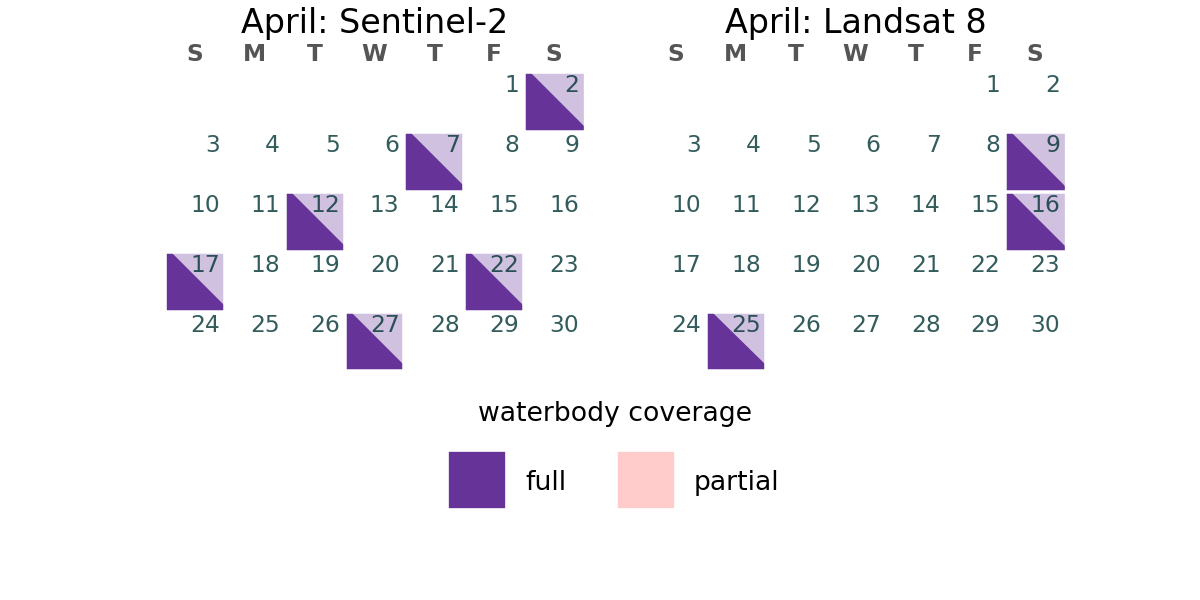 April: Sentinel-2
S M T W T F S
1 2
3 4 5 6 7 8 9
10 11 12 13 14 15 16
17 18 19 20 21 22 23
24 25 26 27 28 29 30
April: Landsat 8
S M T W T F S
1 2
3 4 5 6 7 8 9
10 11 12 13 14 15 16
17 18 19 20 21 22 23
24 25 26 27 28 29 30
waterbody coverage
full
partial